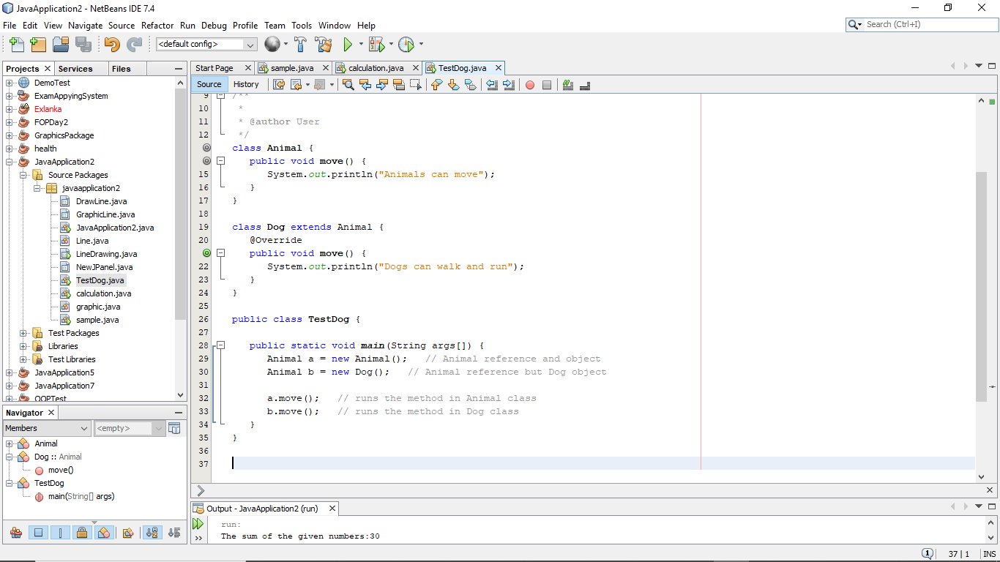 JavaApplication2 - NetBeans IDE 7.4
File Edit View Navigate Source Refactor Run Debug Profile Team Tools Window Help
Search (Ctrl+I)
<default config>
Projects Services Files
DemoTest
ExamAppyingSystem
Exlanka
FOPDay2
GraphicsPackage
health
JavaApplication2
Source Packages
javaapplication2
DrawLine.java
GraphicLine.java
JavaApplication2.java
Line.java
LineDrawing.java
NewJPanel.java
TestDog.java
calculation.java
graphic.java
sample.java
Test Packages
Libraries
Test Libraries
JavaApplication5
JavaApplication7
OOPTest
Navigator
Members <empty>
Animal
Dog :: Animal
move()
TestDog
main(String[] args)
Start Page sample.java calculation.java TestDog.java
Source History
9 /**
10 *
11 * @author User
12 */
class Animal {
public void move() {
15 System.out.println("Animals can move");
16 }
17 }
18
19 class Dog extends Animal {
20 @Override
public void move() {
22 System.out.println("Dogs can walk and run");
23 }
24 }
25
26 public class TestDog {
27
28 public static void main(String args[]) {
29 Animal a = new Animal(); // Animal reference and object
30 Animal b = new Dog(); // Animal reference but Dog object
31
32 a.move(); // runs the method in Animal class
33 b.move(); // runs the method in Dog class
34 }
35 }
36
37
Output - JavaApplication2 (run)
run:
The sum of the given numbers:30
1 37 | 1 INS